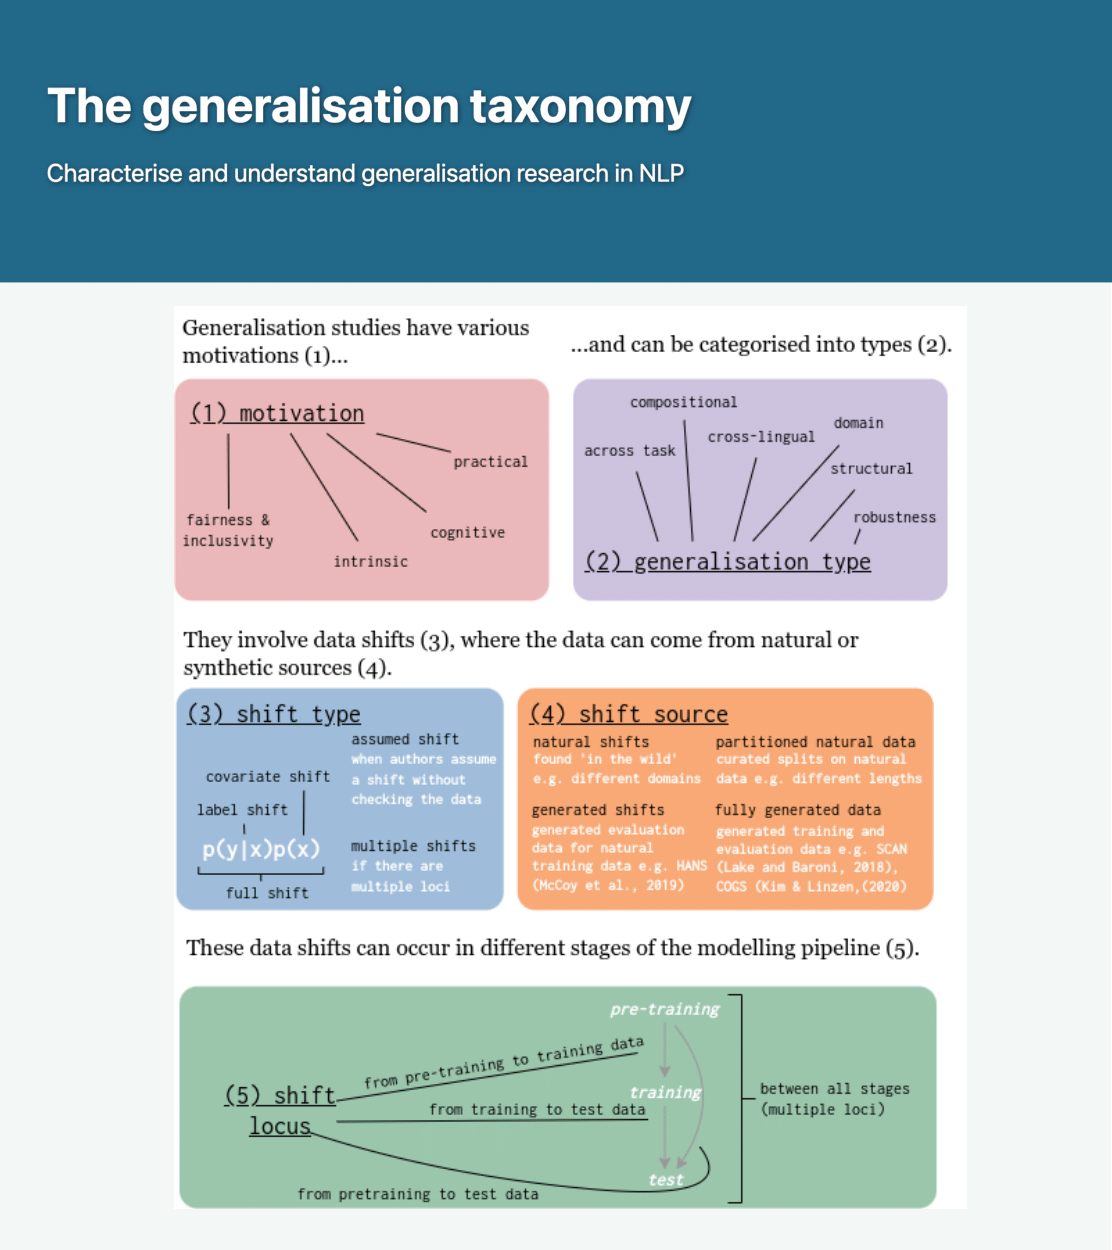 The generalisation taxonomy
Characterise and understand generalisation research in NLP
Generalisation studies have various
motivations (1)...
...and can be categorised into types (2).
(1) motivation
practical
fairness &
inclusivity
cognitive
intrinsic
compositional
domain
cross-lingual
across task
structural
robustness
(2) generalisation type
They involve data shifts (3), where the data can come from natural or
synthetic sources (4).
(3) shift type
assumed shift
when authors assume
a shift without
checking the data
covariate shift
label shift
p(y|x)p(x)
full shift
multiple shifts
if there are
multiple loci
(4) shift source
natural shifts
found 'in the wild'
e.g. different domains
partitioned natural data
curated splits on natural
data e.g. different lengths
generated shifts
generated evaluation
data for natural
training data e.g. HANS
(McCoy et al., 2019)
fully generated data
generated training and
evaluation data e.g. SCAN
(Lake and Baroni, 2018),
COGS (Kim & Linzen,(2020)
These data shifts can occur in different stages of the modelling pipeline (5).
pre-training
from pre-training to training data
(5) shift
locus
training
from training to test data
between all stages
(multiple loci)
test
from pretraining to test data